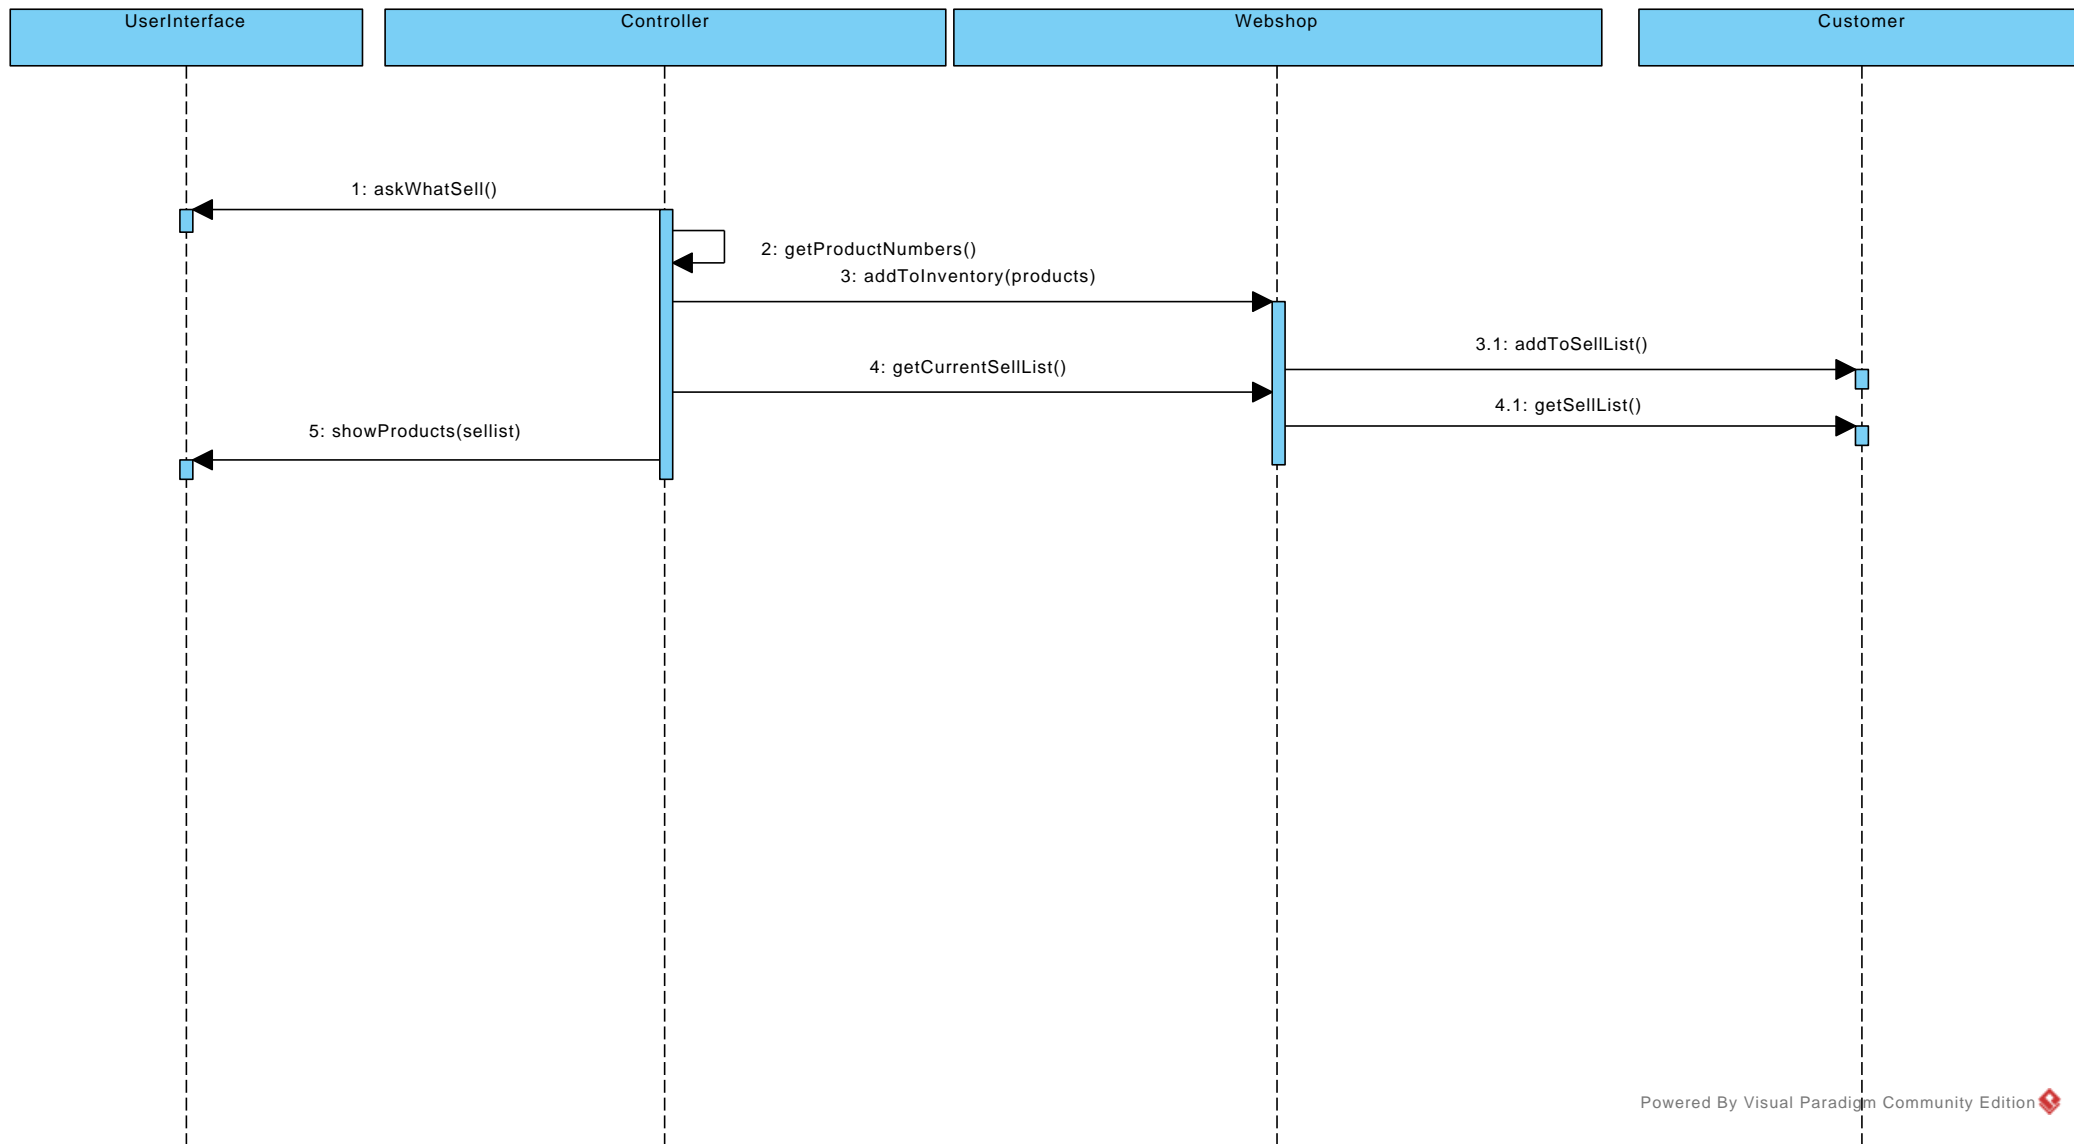 UserInterface
Controller
Webshop
Customer
1: askWhatSell()
2: getProductNumbers()
3: addToInventory(products)
3.1: addToSellList()
4: getCurrentSellList()
4.1: getSellList()
5: showProducts(sellist)
Powered By Visual Paradigm Community Edition